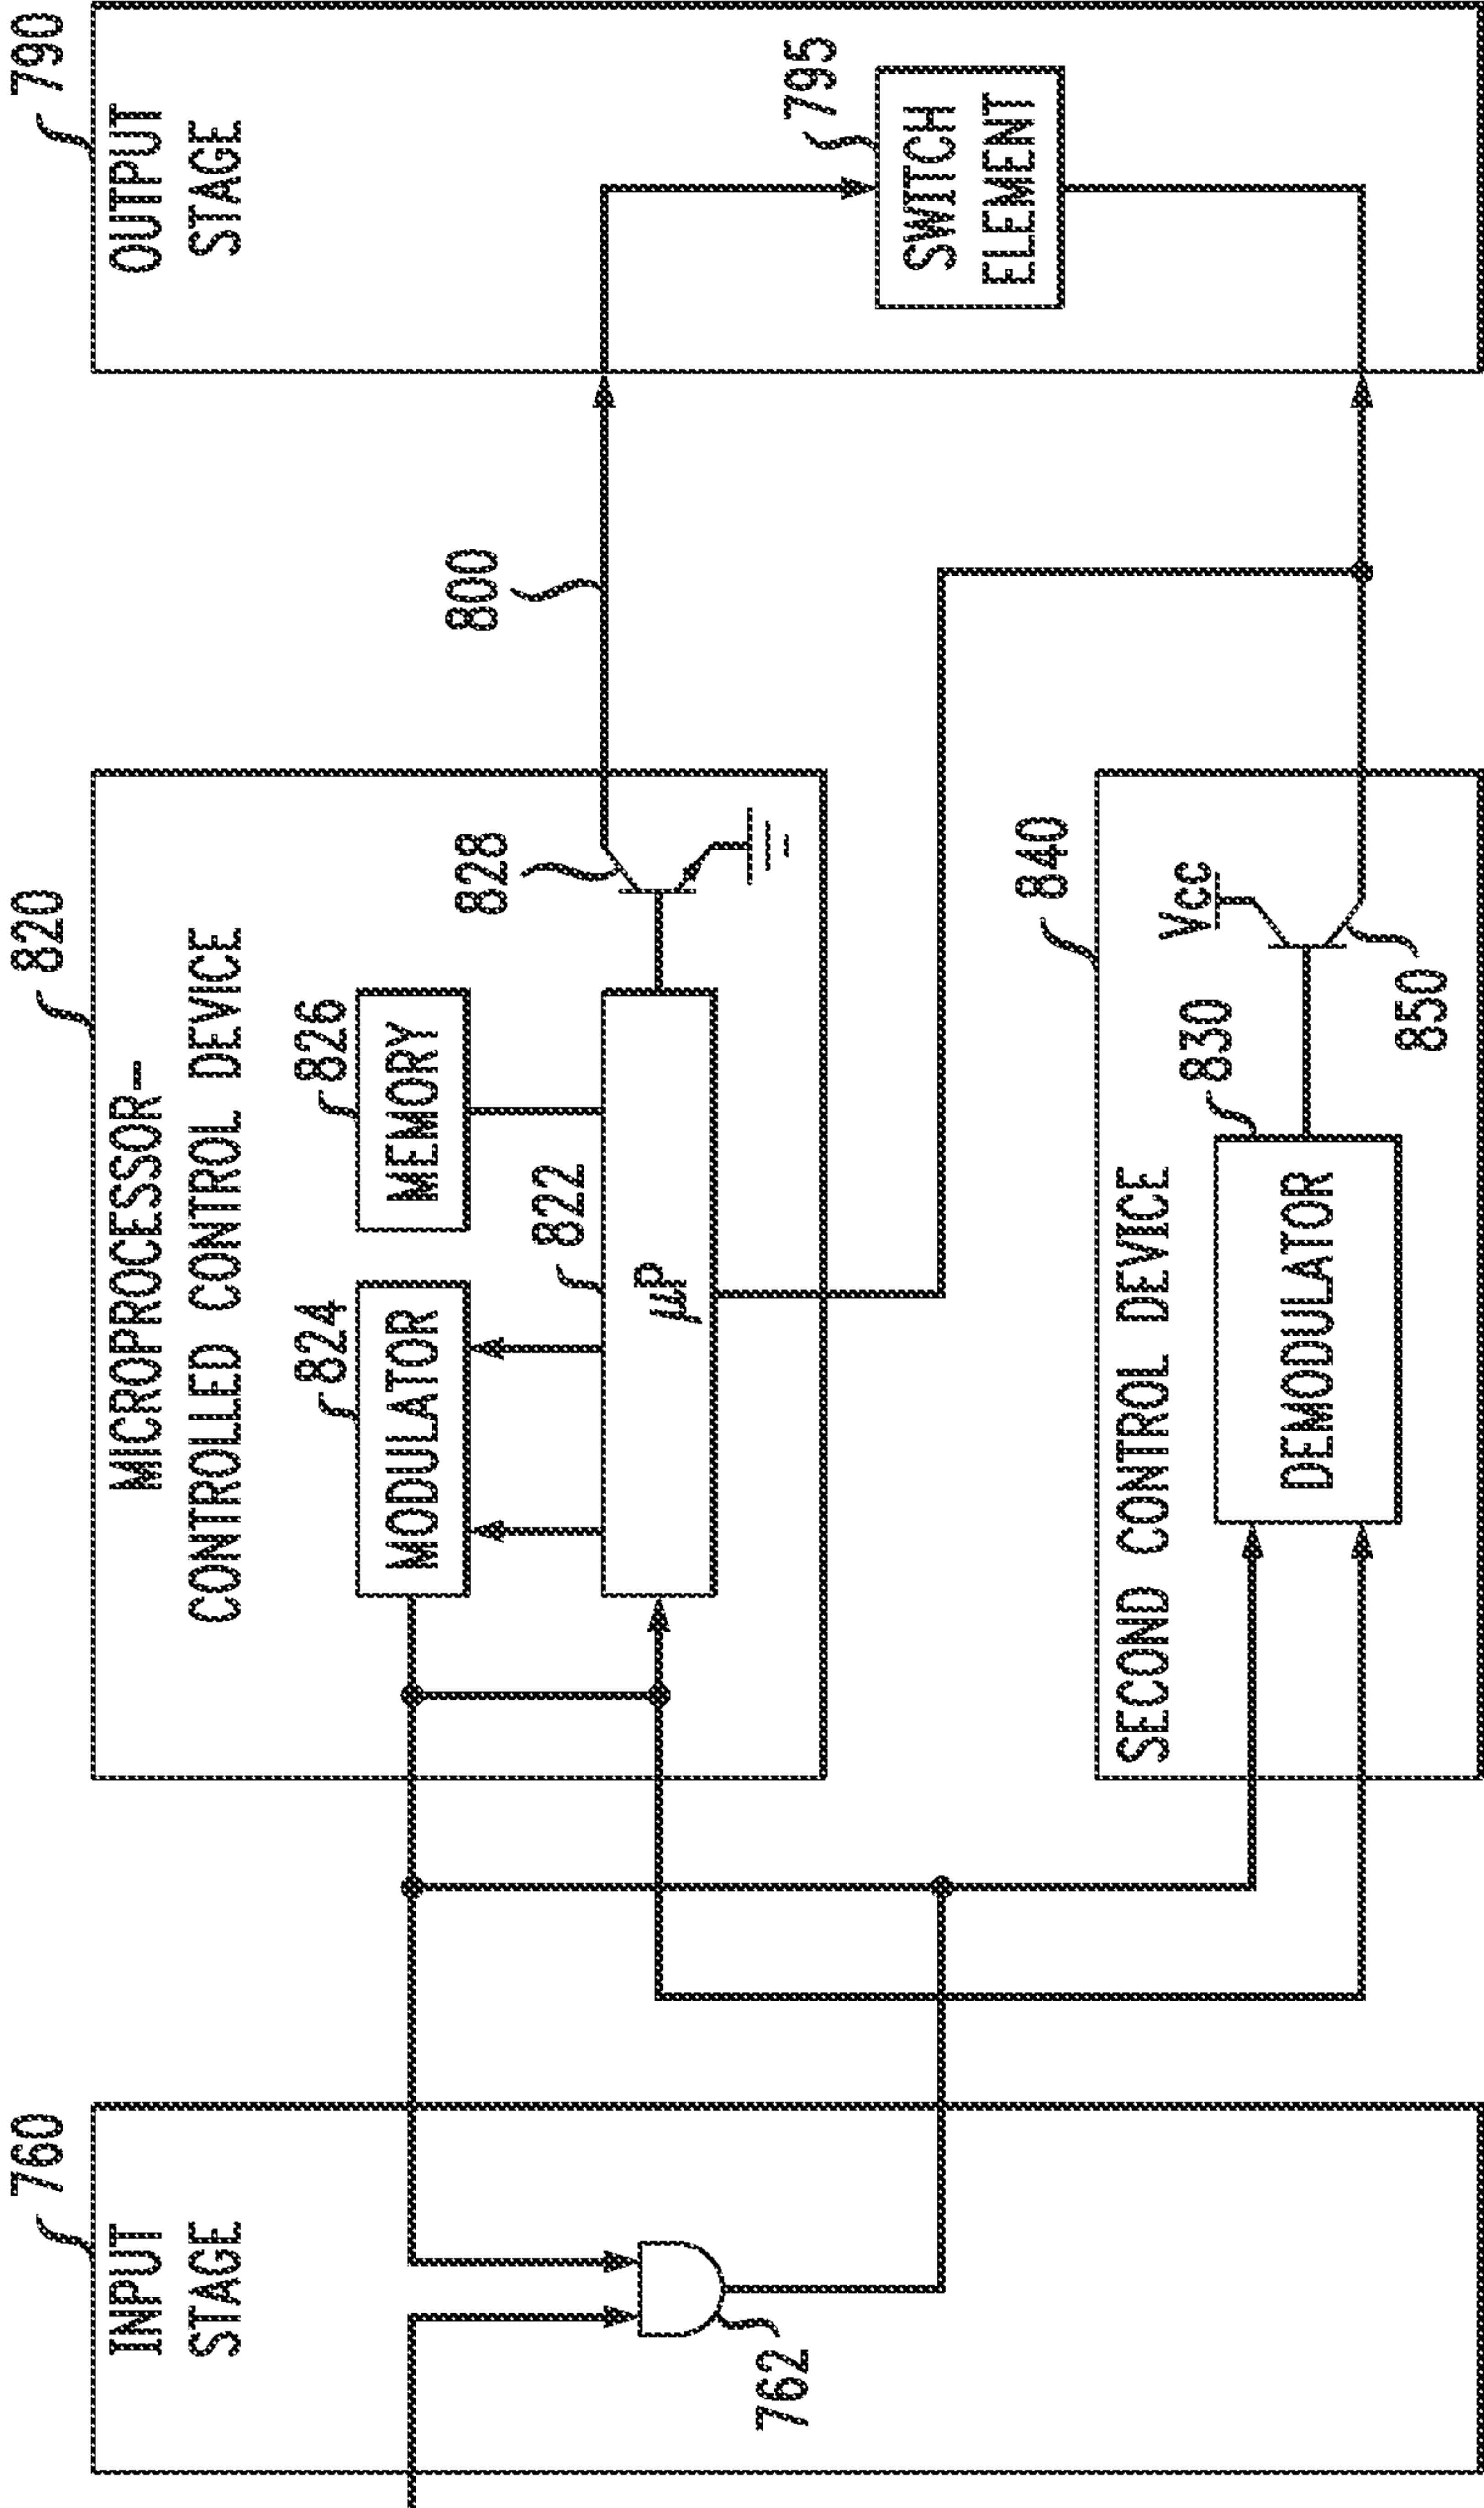 760
INPUT
STAGE
762
820
MICROPROCESSOR-
CONTROLLED CONTROL DEVICE
824
MODULATOR
826
MEMORY
822
μP
828
800
SECOND CONTROL DEVICE
840
830
DEMODULATOR
Vcc
850
790
OUTPUT
STAGE
795
SWITCH
ELEMENT